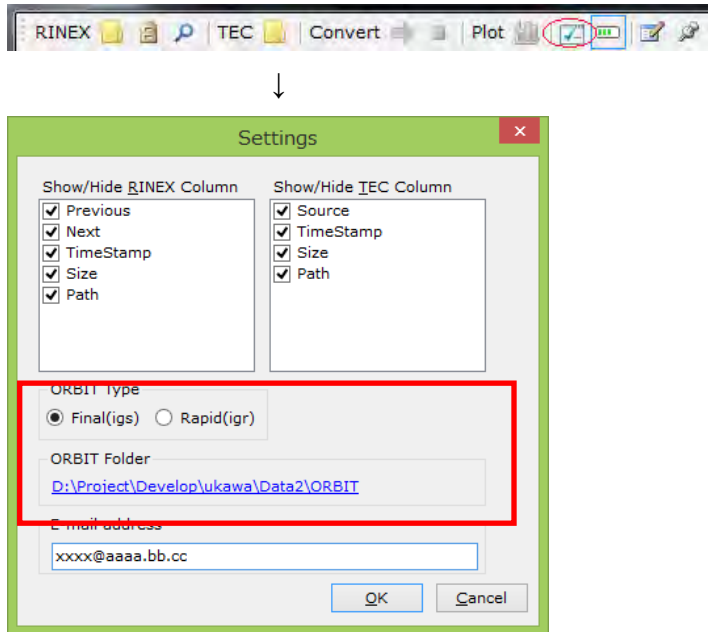 RINEX TEC Convert Plot
↓
Settings
Show/Hide RINEX Column Show/Hide TEC Column
Previous Source
Next TimeStamp
TimeStamp Size
Size Path
Path
ORBIT Type
Final(igs) Rapid(igr)
ORBIT Folder
D:\Project\Develop\ukawa\Data2\ORBIT
E-mail address
xxxx@aaaa.bb.cc
OK Cancel